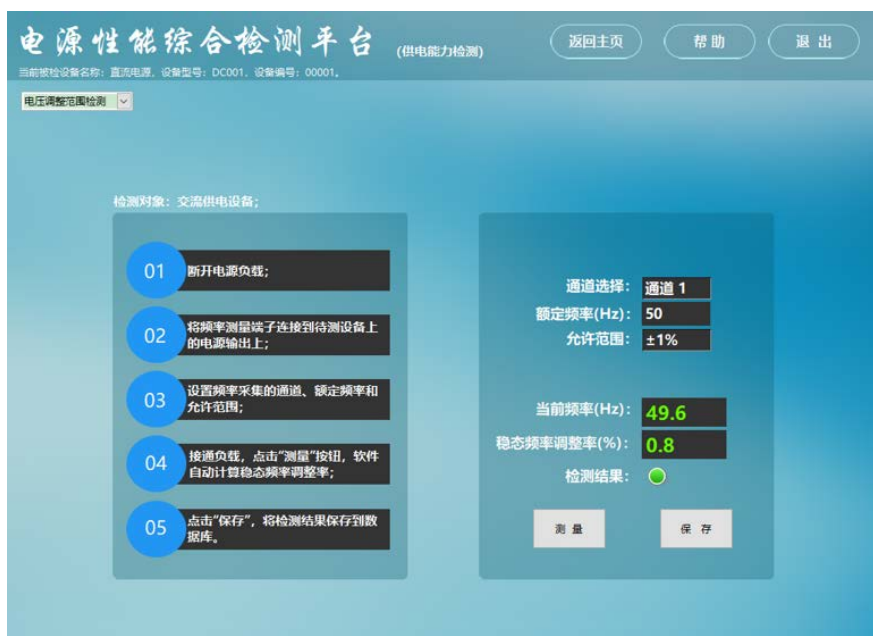 电源性能综合检测平台 (供电能力检测) 返回主页 帮助 退出
当前被检设备名称：直流电源，设备型号：DC001，设备编号：00001。
电压调整范围检测
检测对象：交流供电设备；
01 断开电源负载；
02 将频率测量端子连接到待测设备上
的电源输出上；
03 设置频率采集的通道、额定频率和
允许范围；
04 接通负载，点击“测量”按钮，软件
自动计算稳态频率调整率；
05 点击“保存”，将检测结果保存到数
据库。
通道选择： 通道 1
额定频率(Hz)： 50
允许范围： ±1%
当前频率(Hz)： 49.6
稳态频率调整率(%)： 0.8
检测结果：
测量 保存